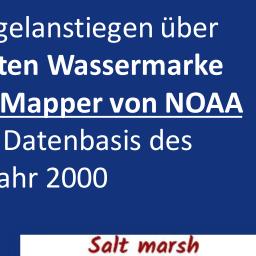 gelanstiegen über
ten Wassermarke
Mapper von NOAA
Datenbasis des
ahr 2000
Salt marsh